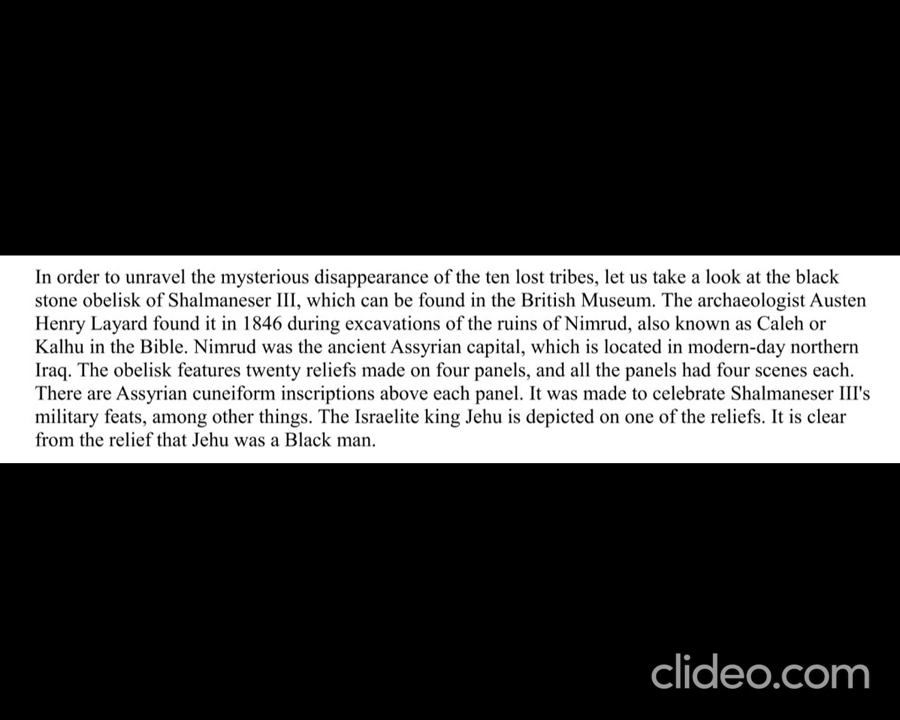 In order to unravel the mysterious disappearance of the ten lost tribes, let us take a look at the black
stone obelisk of Shalmaneser III, which can be found in the British Museum. The archaeologist Austen
Henry Layard found it in 1846 during excavations of the ruins of Nimrud, also known as Caleh or
Kalhu in the Bible. Nimrud was the ancient Assyrian capital, which is located in modern-day northern
Iraq. The obelisk features twenty reliefs made on four panels, and all the panels had four scenes each.
There are Assyrian cuneiform inscriptions above each panel. It was made to celebrate Shalmaneser III's
military feats, among other things. The Israelite king Jehu is depicted on one of the reliefs. It is clear
from the relief that Jehu was a Black man.
clideo.com